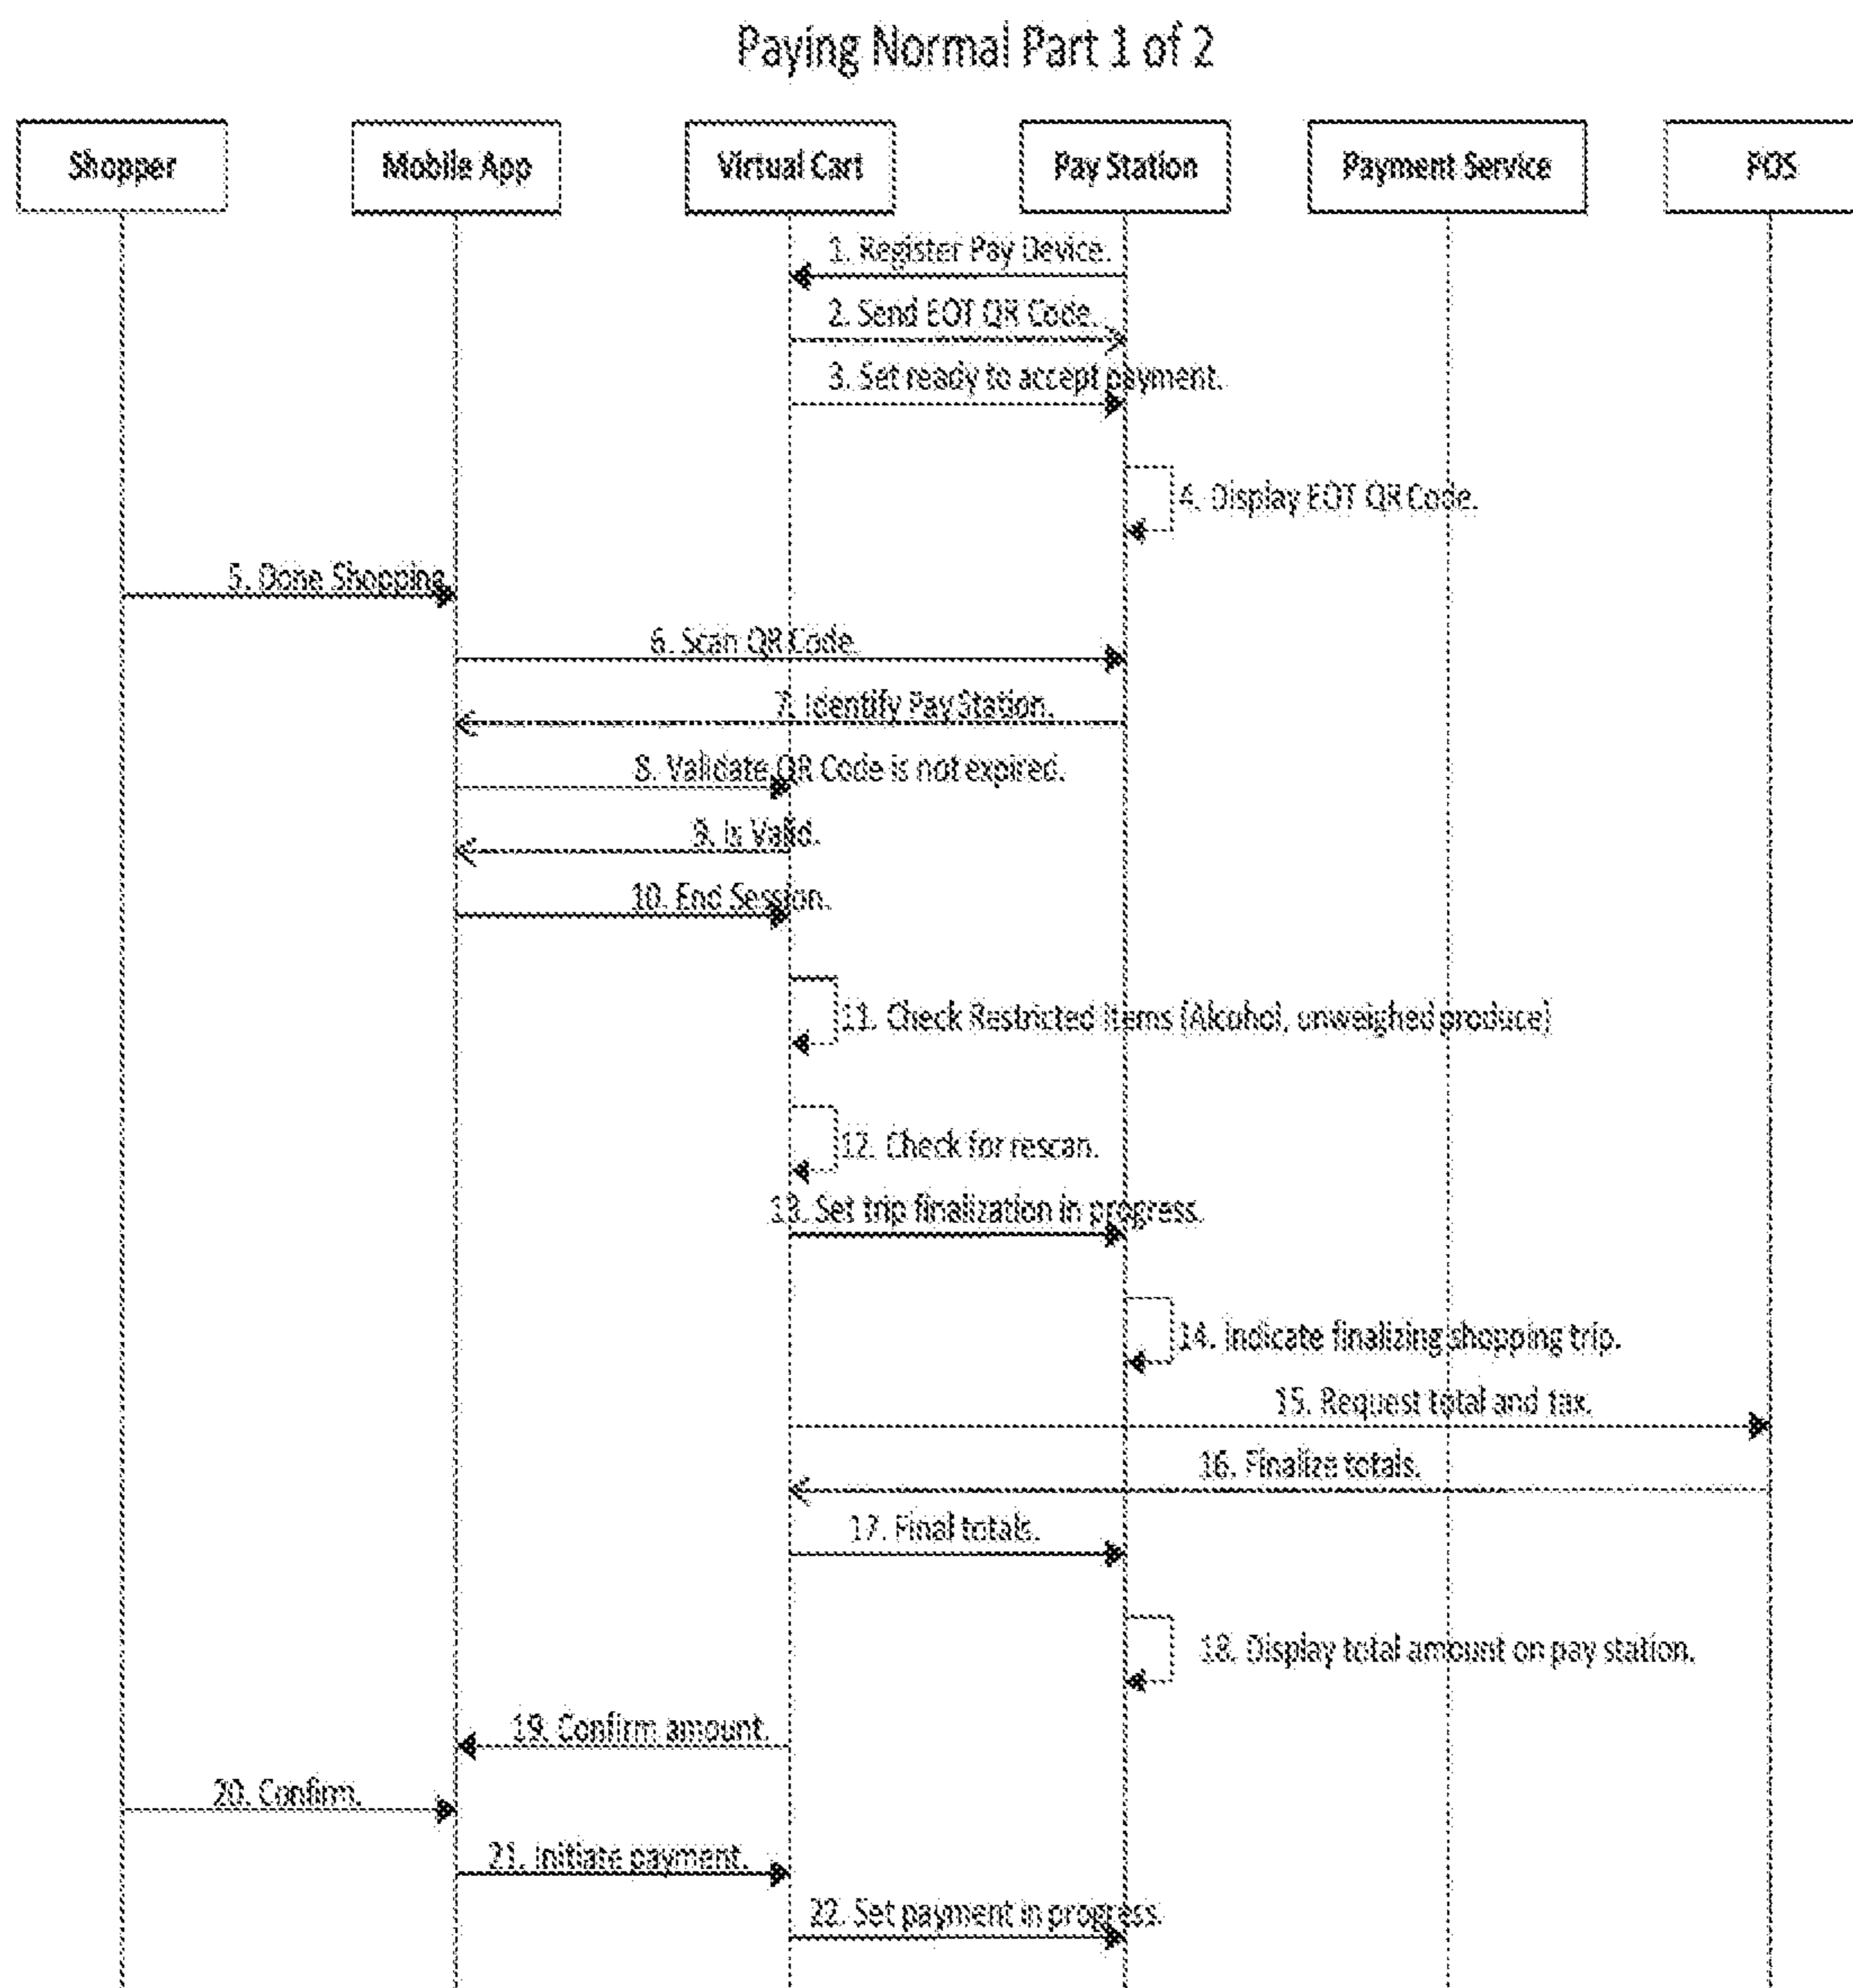 Paying Normal Part 1 of 2
Shopper
Mobile App
Virtual Cart
Pay Station
Payment Service
POS
1. Register Pay Device.
2. Send EOT QR Code.
3. Set ready to accept payment.
4. Display EOT QR Code.
5. Done Shopping
6. Scan QR Code.
7. Identify Pay Station.
8. Validate QR Code is not expired.
9. Is Valid.
10. End Session.
11. Check Restricted Items (Alcohol, unweighed produce)
12. Check for rescan.
13. Set trip finalization in progress.
14. Indicate finalizing shopping trip.
15. Request total and tax.
16. Finalize totals.
17. Final totals.
18. Display total amount on pay station.
19. Confirm amount.
20. Confirm.
21. Initiate payment.
22. Set payment in progress.